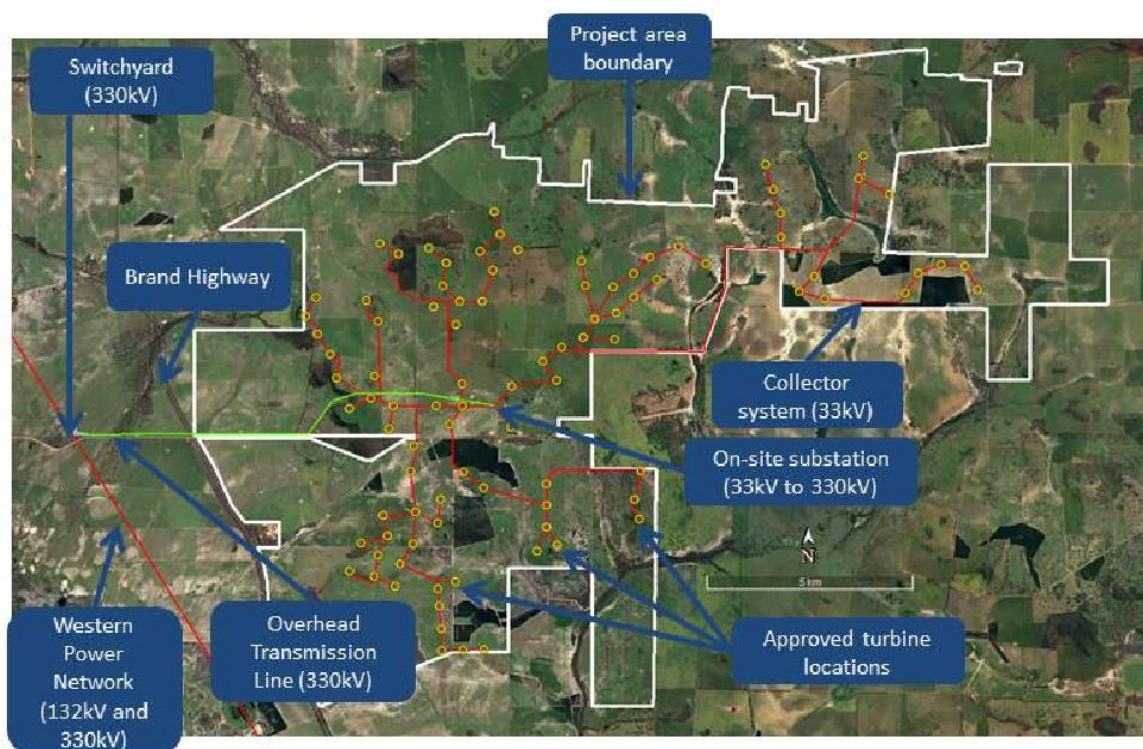 Switchyard
(330kV)
Project area
boundary
Brand Highway
Collector
system (33kV)
On-site substation
(33kV to 330kV)
N
5 km
Western
Power
Network
(132kV and
330kV)
Overhead
Transmission
Line (330kV)
Approved turbine
locations